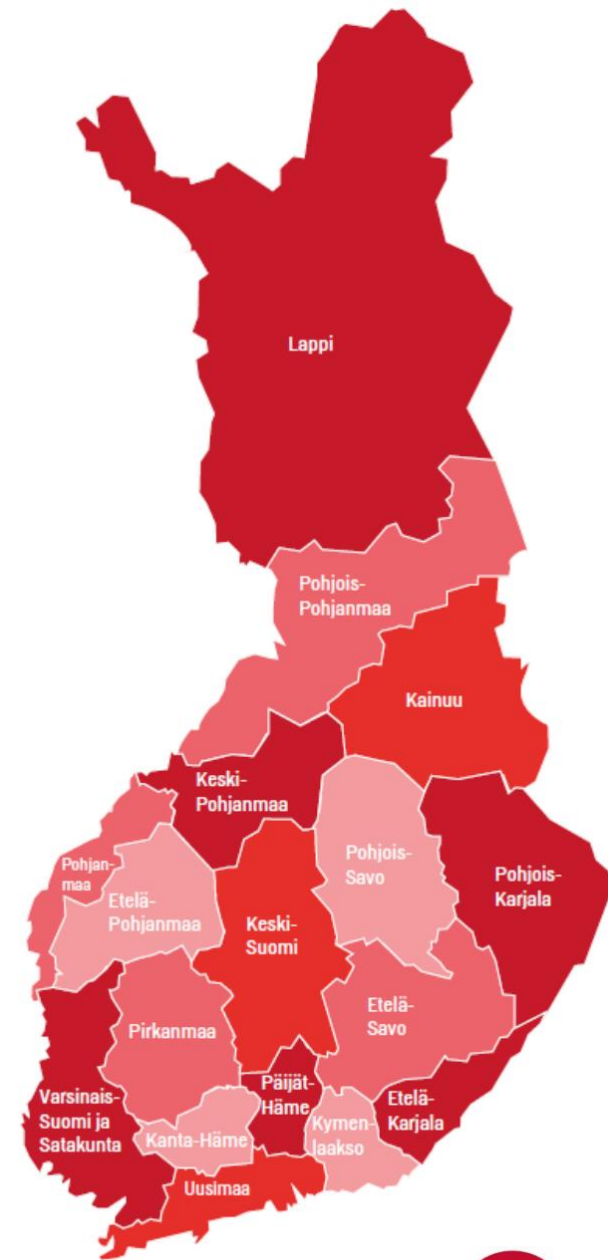 Lappi
Pohjois-
Pohjanmaa
Kainuu
Keski-
Pohjanmaa
Pohjan-
maa
Etelä-
Pohjanmaa
Keski-
Suomi
Pohjois-
Savo
Pohjois-
Karjala
Pirkanmaa
Etelä-
Savo
Varsinais-
Suomi ja
Satakunta
Kanta-Häme
Päijät-
Häme
Kymen-
laakso
Etelä-
Karjala
Uusimaa